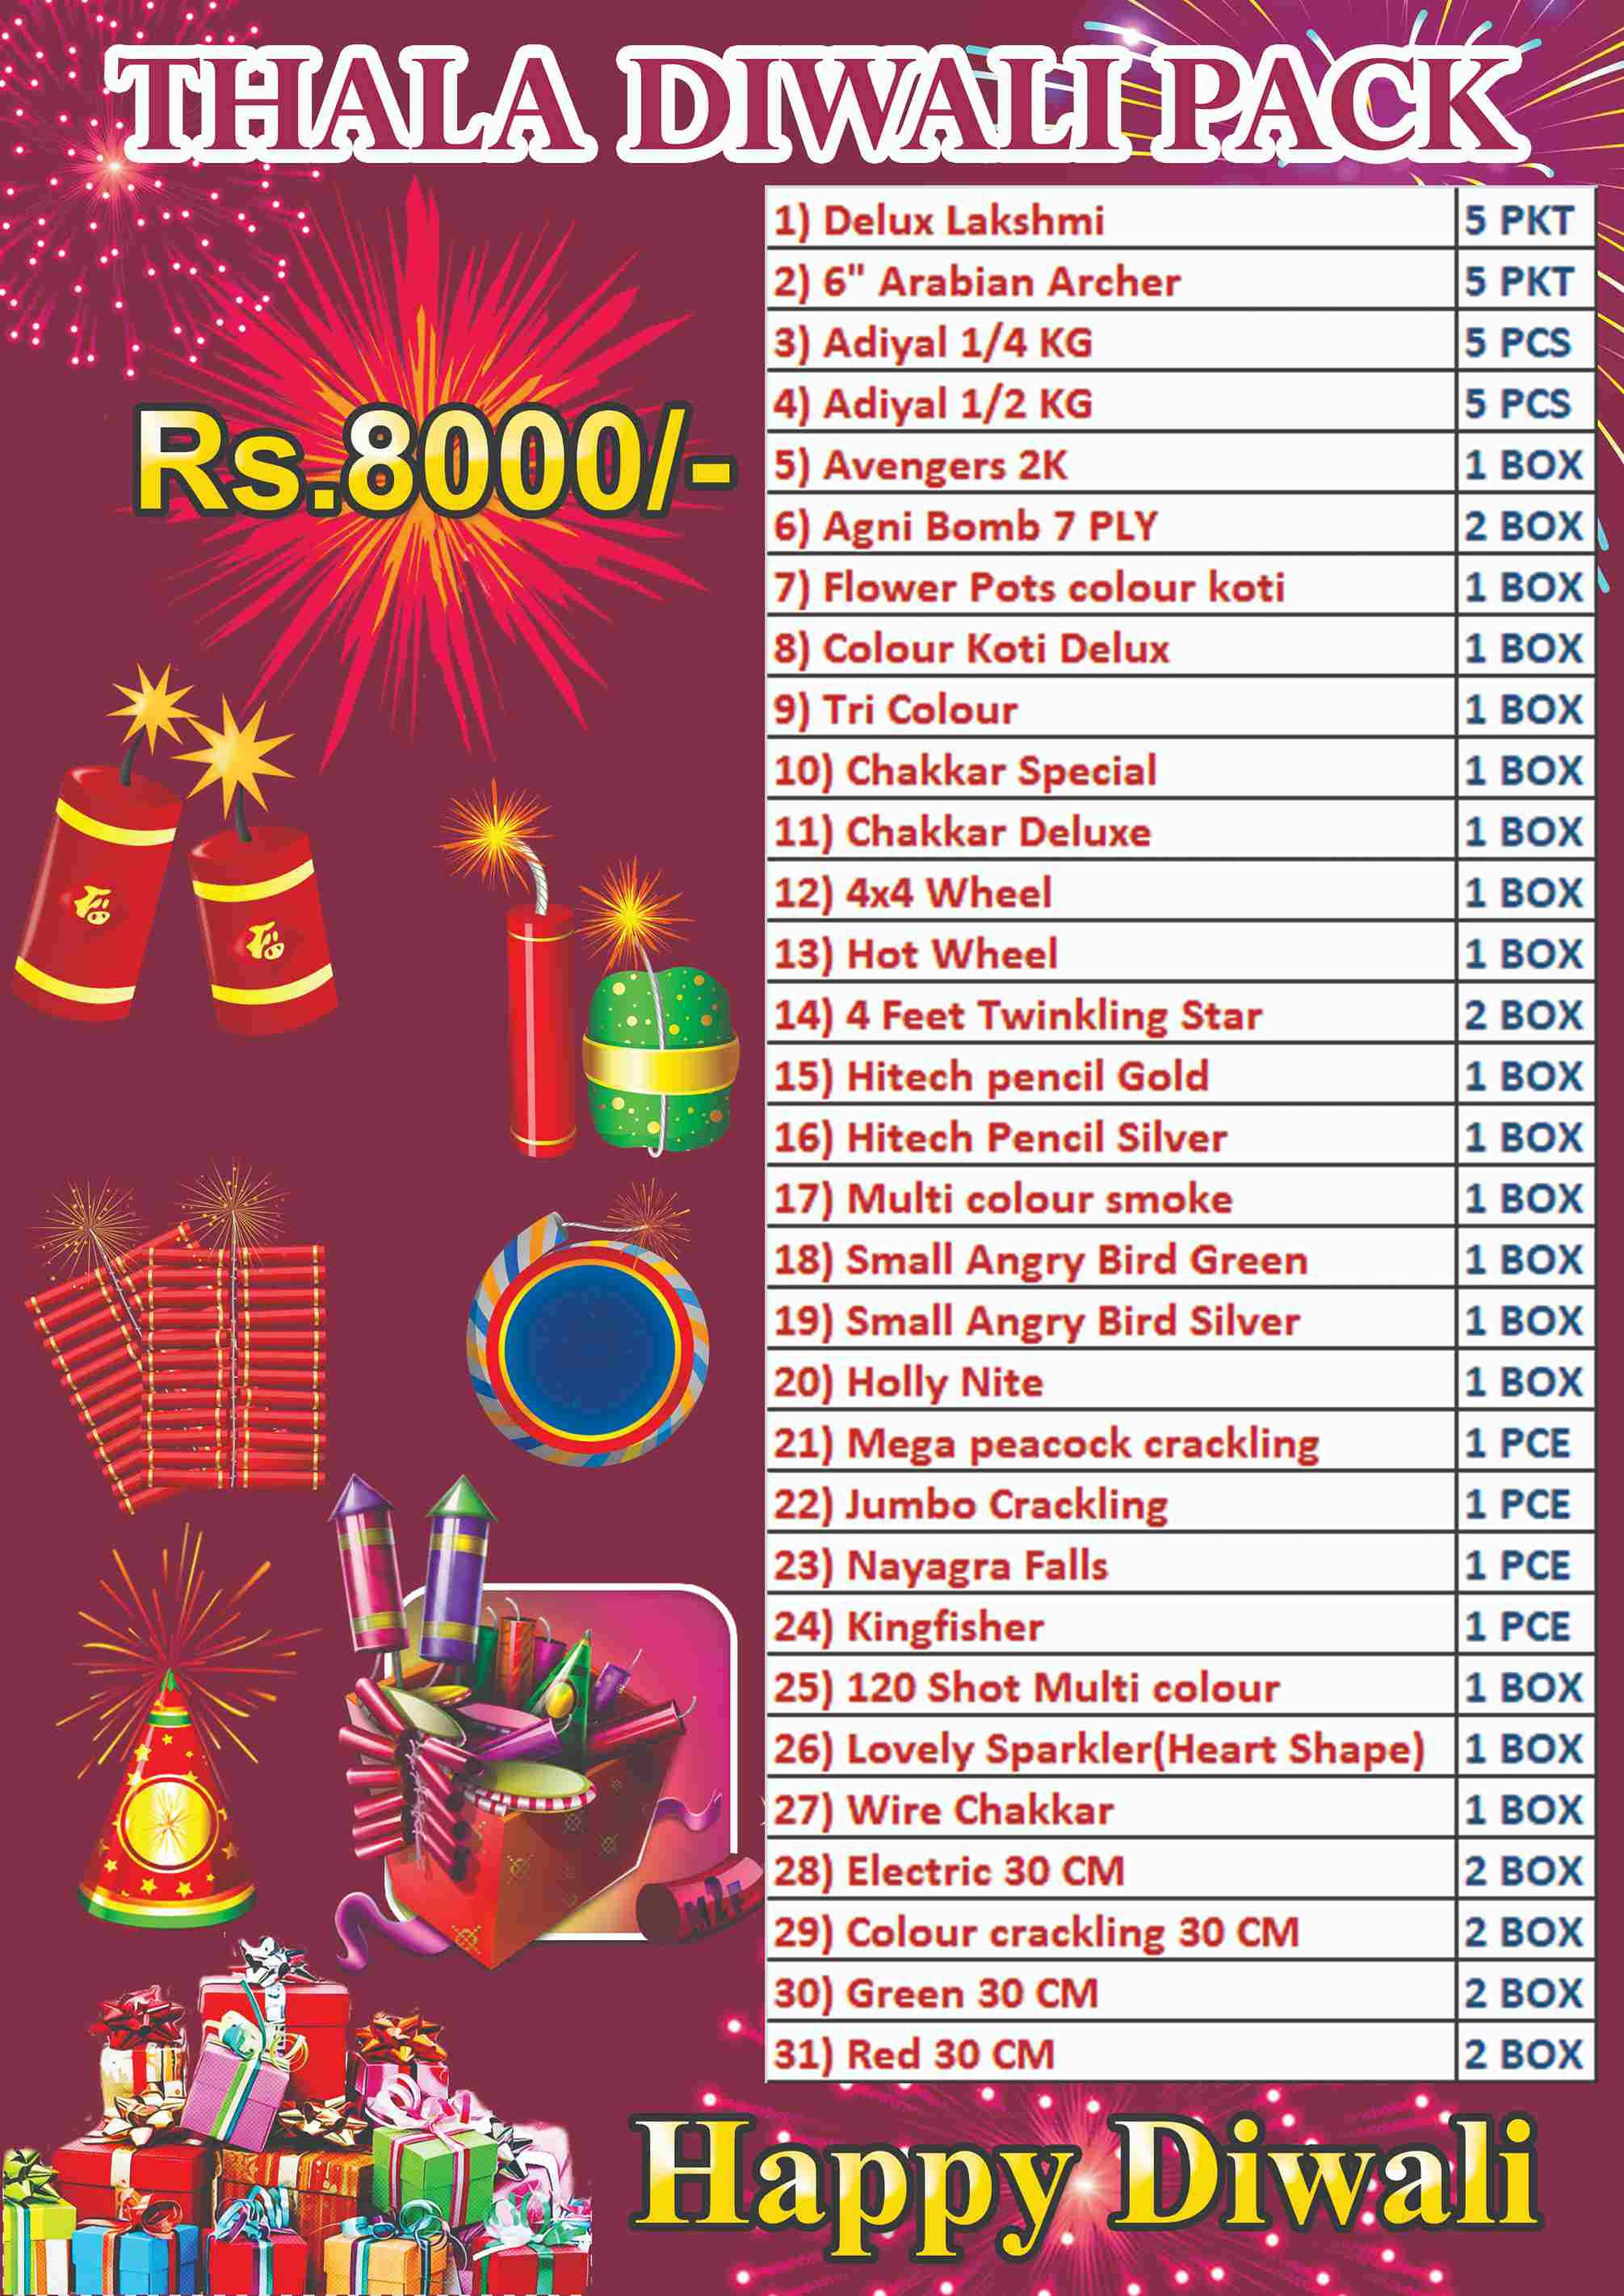 THALA DIWALI PACK
Rs.8000/-
1) Delux Lakshmi 5 PKT
2) 6" Arabian Archer 5 PKT
3) Adiyal 1/4 KG 5 PCS
4) Adiyal 1/2 KG 5 PCS
5) Avengers 2K 1 BOX
6) Agni Bomb 7 PLY 2 BOX
7) Flower Pots colour koti 1 BOX
8) Colour Koti Delux 1 BOX
9) Tri Colour 1 BOX
10) Chakkar Special 1 BOX
11) Chakkar Deluxe 1 BOX
12) 4x4 Wheel 1 BOX
13) Hot Wheel 1 BOX
14) 4 Feet Twinkling Star 2 BOX
15) Hitech pencil Gold 1 BOX
16) Hitech Pencil Silver 1 BOX
17) Multi colour smoke 1 BOX
18) Small Angry Bird Green 1 BOX
19) Small Angry Bird Silver 1 BOX
20) Holly Nite 1 BOX
21) Mega peacock crackling 1 PCE
22) Jumbo Crackling 1 PCE
23) Nayagra Falls 1 PCE
24) Kingfisher 1 PCE
25) 120 Shot Multi colour 1 BOX
26) Lovely Sparkler(Heart Shape) 1 BOX
27) Wire Chakkar 1 BOX
28) Electric 30 CM 2 BOX
29) Colour crackling 30 CM 2 BOX
30) Green 30 CM 2 BOX
31) Red 30 CM 2 BOX
Happy Diwali